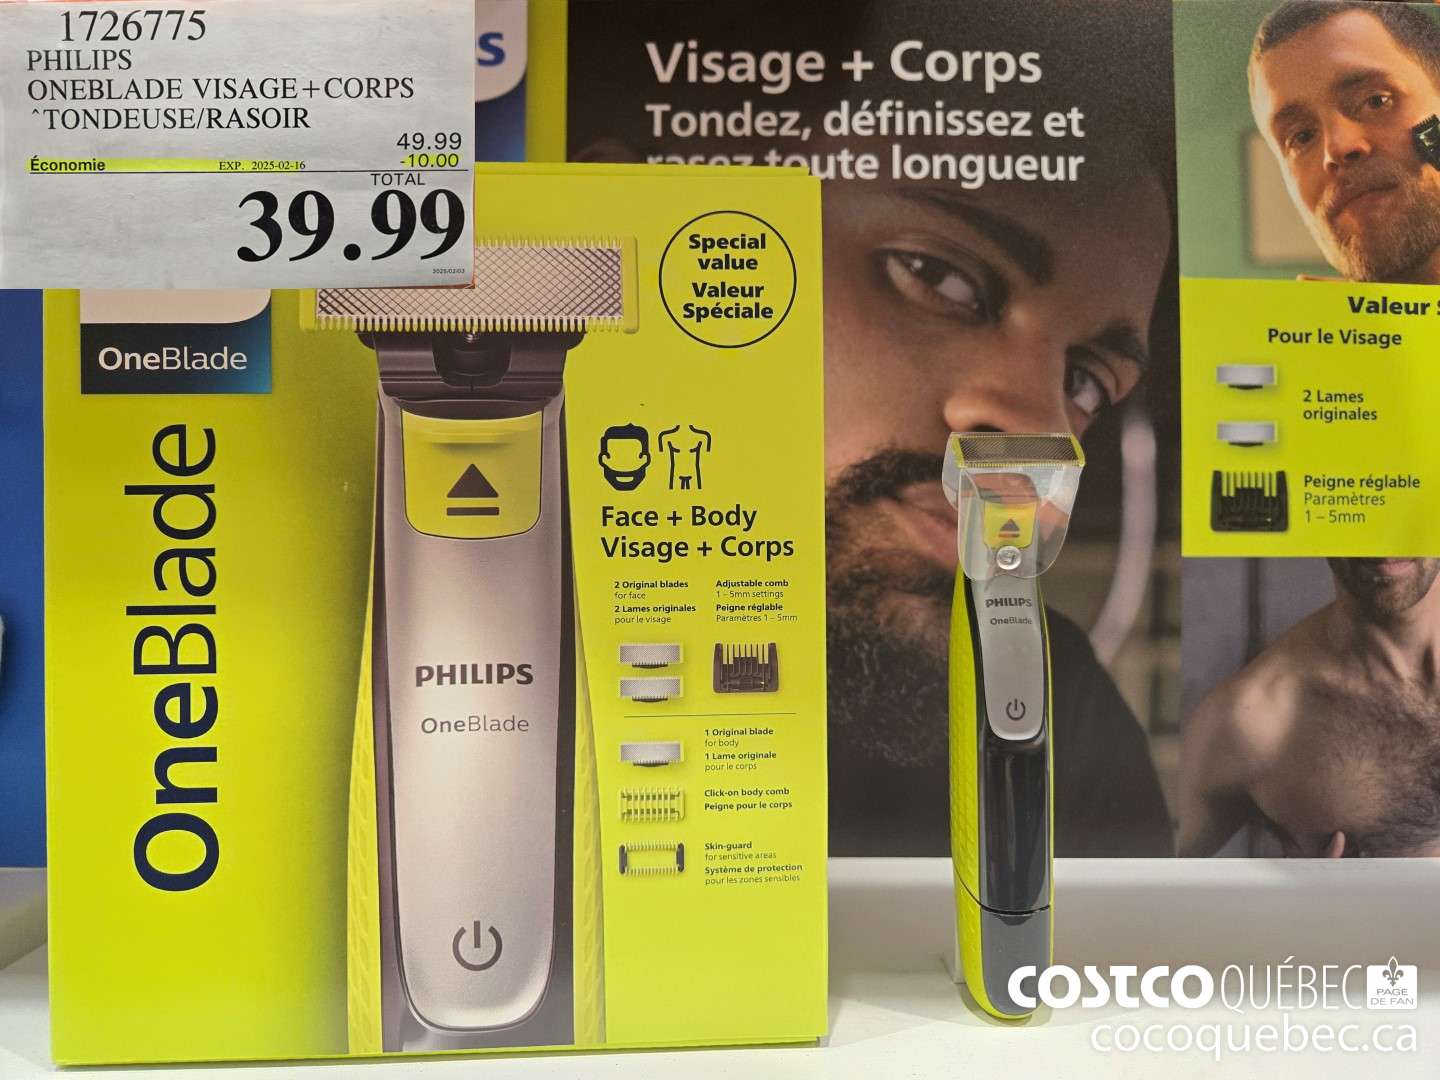 1726775
PHILIPS
ONEBLADE VISAGE+CORPS
^TONDEUSE/RASOIR
49.99
Économie EXP. 2025-02-16 -10.00
TOTAL
39.99
s
OneBlade
OneBlade
Special
value
Valeur
Spéciale
Face + Body
Visage + Corps
2 Original blades
for face
2 Lames originales
pour le visage
Adjustable comb
1 – 5mm settings
Peigne réglable
Paramètres 1 – 5mm
1 Original blade
for body
1 Lame originale
pour le corps
Click-on body comb
Peigne pour le corps
Skin-guard
for sensitive areas
Système de protection
pour les zones sensibles
PHILIPS
OneBlade
Visage + Corps
Tondez, définissez et
rasez toute longueur
PHILIPS
OneBlade
Valeur S
Pour le Visage
2 Lames
originales
Peigne réglable
Paramètres
1 – 5mm
COSTCO QUÉBEC PAGE
DE FAN
cocoquebec.ca